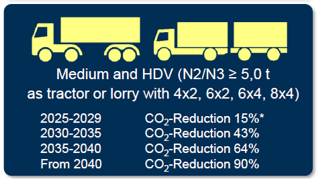 Medium and HDV (N2/N3 ≥ 5,0 t
as tractor or lorry with 4x2, 6x2, 6x4, 8x4)
2025-2029 CO₂-Reduction 15%*
2030-2035 CO₂-Reduction 43%
2035-2040 CO₂-Reduction 64%
From 2040 CO₂-Reduction 90%